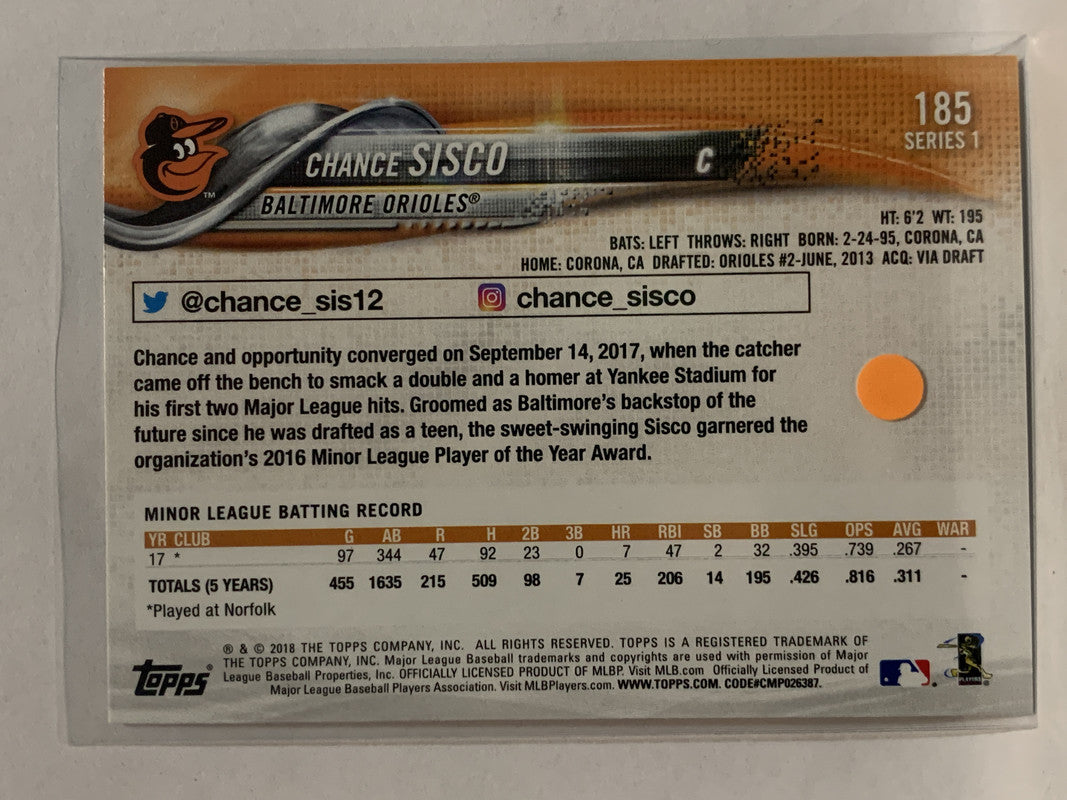 185
SERIES 1
CHANCE SISCO C
BALTIMORE ORIOLES®
TM
HT: 6'2 WT: 195
BATS: LEFT THROWS: RIGHT BORN: 2-24-95, CORONA, CA
HOME: CORONA, CA DRAFTED: ORIOLES #2-JUNE, 2013 ACQ: VIA DRAFT
@chance_sis12 chance_sisco
Chance and opportunity converged on September 14, 2017, when the catcher
came off the bench to smack a double and a homer at Yankee Stadium for
his first two Major League hits. Groomed as Baltimore's backstop of the
future since he was drafted as a teen, the sweet-swinging Sisco garnered the
organization's 2016 Minor League Player of the Year Award.
MINOR LEAGUE BATTING RECORD
YR CLUB G AB R H 2B 3B HR RBI SB BB SLG OPS AVG WAR
17 * 97 344 47 92 23 0 7 47 2 32 .395 .739 .267 -
TOTALS (5 YEARS) 455 1635 215 509 98 7 25 206 14 195 .426 .816 .311 -
*Played at Norfolk
® & © 2018 THE TOPPS COMPANY, INC. ALL RIGHTS RESERVED. TOPPS IS A REGISTERED TRADEMARK OF
THE TOPPS COMPANY, INC. Major League Baseball trademarks and copyrights are used with permission of Major
League Baseball Properties, Inc. OFFICIALLY LICENSED PRODUCT OF MLBP. Visit MLB.com Officially Licensed Product of
Major League Baseball Players Association. Visit MLBPlayers.com. WWW.TOPPS.COM. CODE#CMP026387.
Topps®
PLAYERS